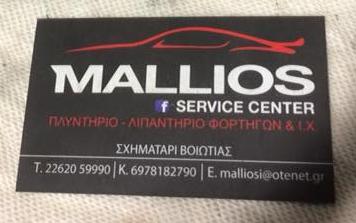 MALLIOS
f SERVICE CENTER
ΠΛΥΝΤΗΡΙΟ - ΛΙΠΑΝΤΗΡΙΟ ΦΟΡΤΗΓΩΝ & Ι.Χ.
ΣΧΗΜΑΤΑΡΙ ΒΟΙΩΤΙΑΣ
Τ. 22620 59990 | Κ. 6978182790 | E. malliosi@otenet.gr